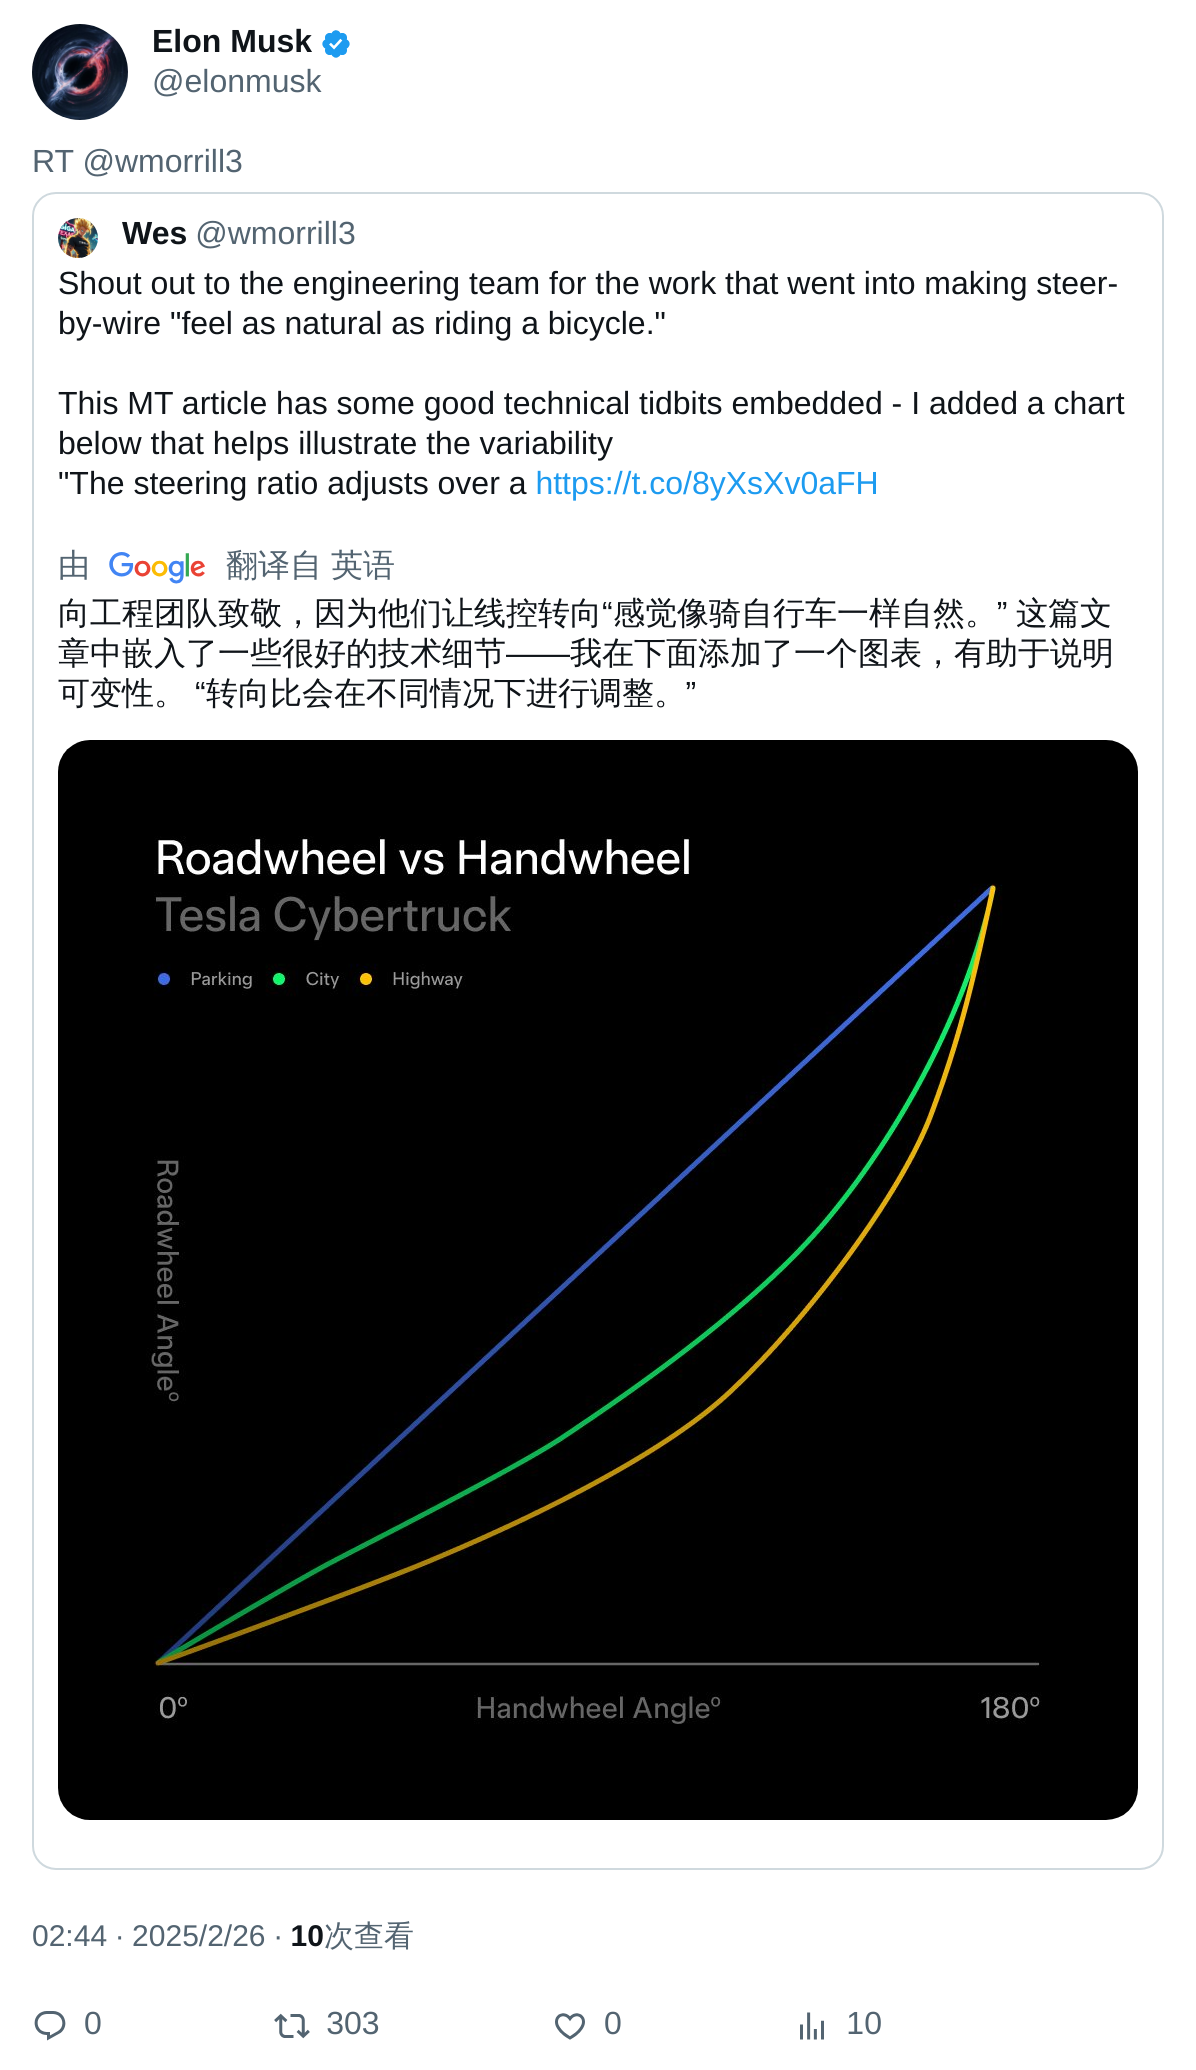 Elon Musk
@elonmusk
RT @wmorrill3
Wes @wmorrill3
Shout out to the engineering team for the work that went into making steer-
by-wire "feel as natural as riding a bicycle."
This MT article has some good technical tidbits embedded - I added a chart
below that helps illustrate the variability
"The steering ratio adjusts over a https://t.co/8yXsXv0aFH
由 Google 翻译自 英语
向工程团队致敬，因为他们让线控转向“感觉像骑自行车一样自然。” 这篇文
章中嵌入了一些很好的技术细节——我在下面添加了一个图表，有助于说明
可变性。 “转向比会在不同情况下进行调整。”
Roadwheel vs Handwheel
Tesla Cybertruck
Parking City Highway
Roadwheel Angleº
0º Handwheel Angleº 180º
02:44 · 2025/2/26 · 10次查看
0 303 0 10